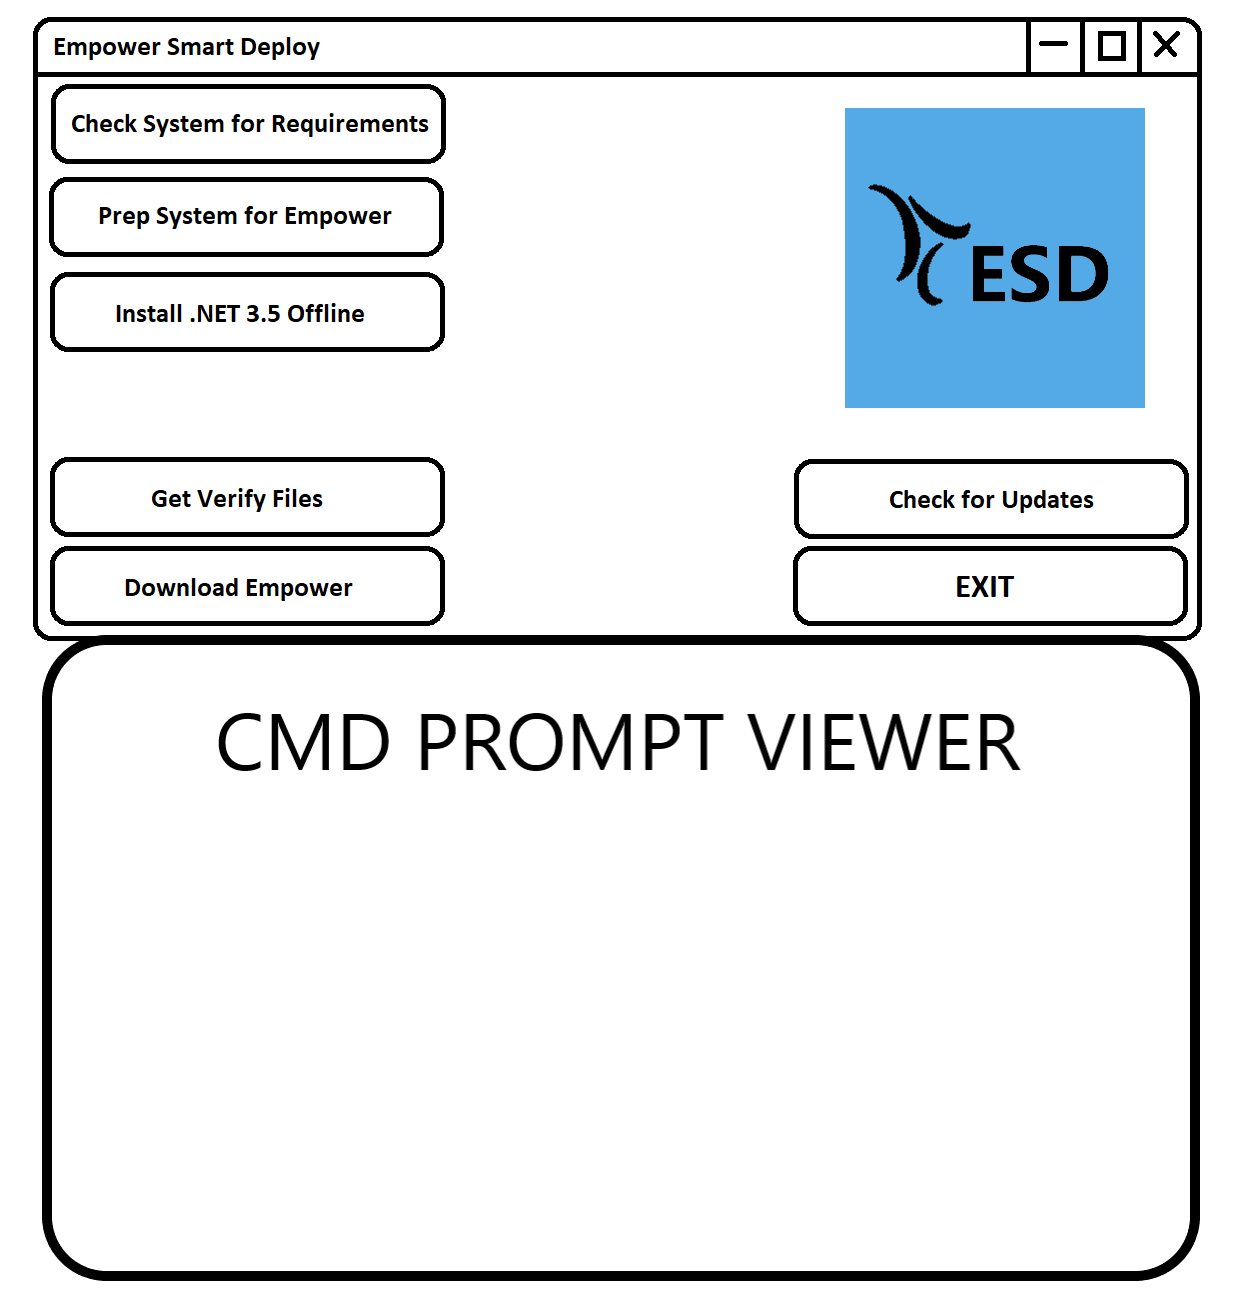 Empower Smart Deploy
Check System for Requirements
Prep System for Empower
Install .NET 3.5 Offline
ESD
Get Verify Files
Check for Updates
Download Empower
EXIT
CMD PROMPT VIEWER